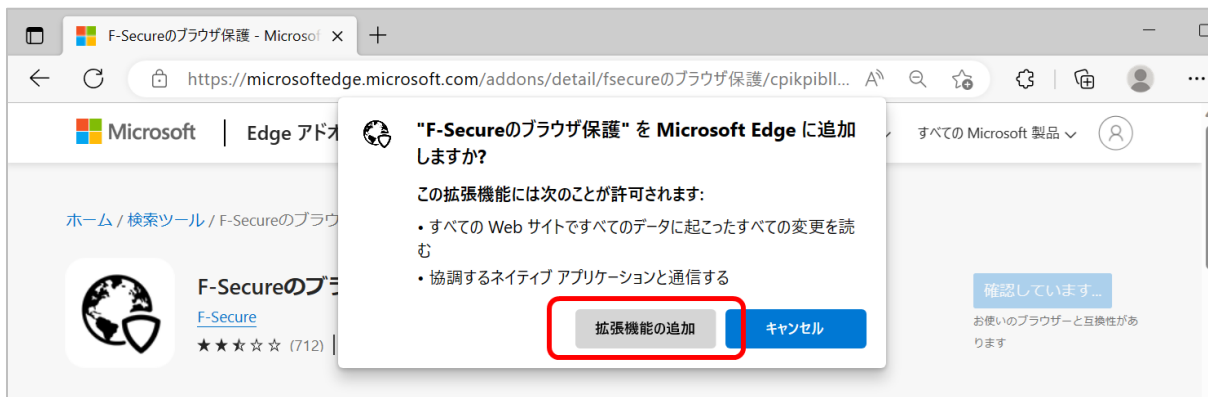 F-Secureのブラウザ保護 - Microsof
https://microsoftedge.microsoft.com/addons/detail/fsecureのブラウザ保護/cpikpibll...
Microsoft | Edge アドオ
すべての Microsoft 製品
"F-Secureのブラウザ保護" を Microsoft Edge に追加
しますか?
この拡張機能には次のことが許可されます:
• すべての Web サイトですべてのデータに起こったすべての変更を読
む
• 協調するネイティブ アプリケーションと通信する
拡張機能の追加 キャンセル
ホーム / 検索ツール / F-Secureのブラウ
F-Secureのブラ
F-Secure
(712)
確認しています...
お使いのブラウザーと互換性があ
ります